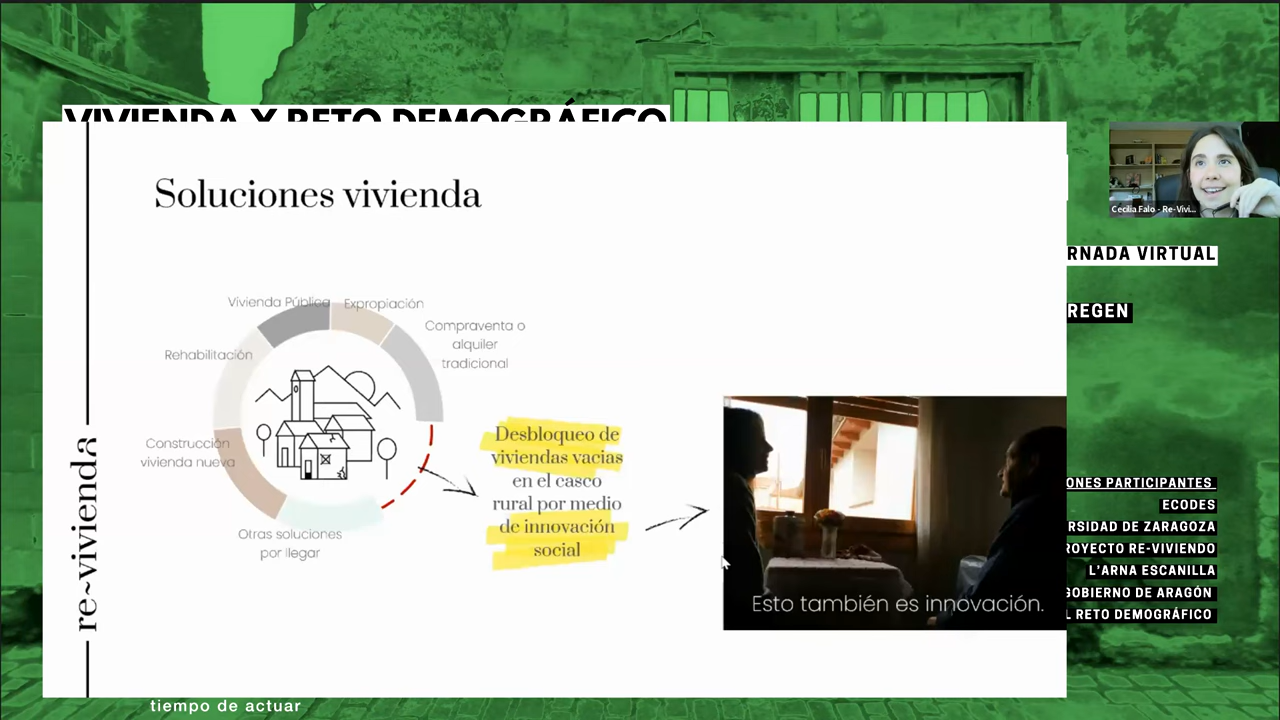 VIVIENDA Y RETO DEMOGRÁFICO
Soluciones vivienda
Vivienda Pública
Expropiación
Compraventa o
alquiler
tradicional
Rehabilitación
Construcción
vivienda nueva
Otras soluciones
por llegar
Desbloqueo de
viviendas vacias
en el casco
rural por medio
de innovación
social
Esto también es innovación.
re~vivienda
Cecilia Falo - Re-Vivi...
RNADA VIRTUAL
REGEN
ONES PARTICIPANTES
ECODES
RSIDAD DE ZARAGOZA
ROYECTO RE-VIVIENDO
L'ARNA ESCANILLA
GOBIERNO DE ARAGÓN
L RETO DEMOGRÁFICO
tiempo de actuar